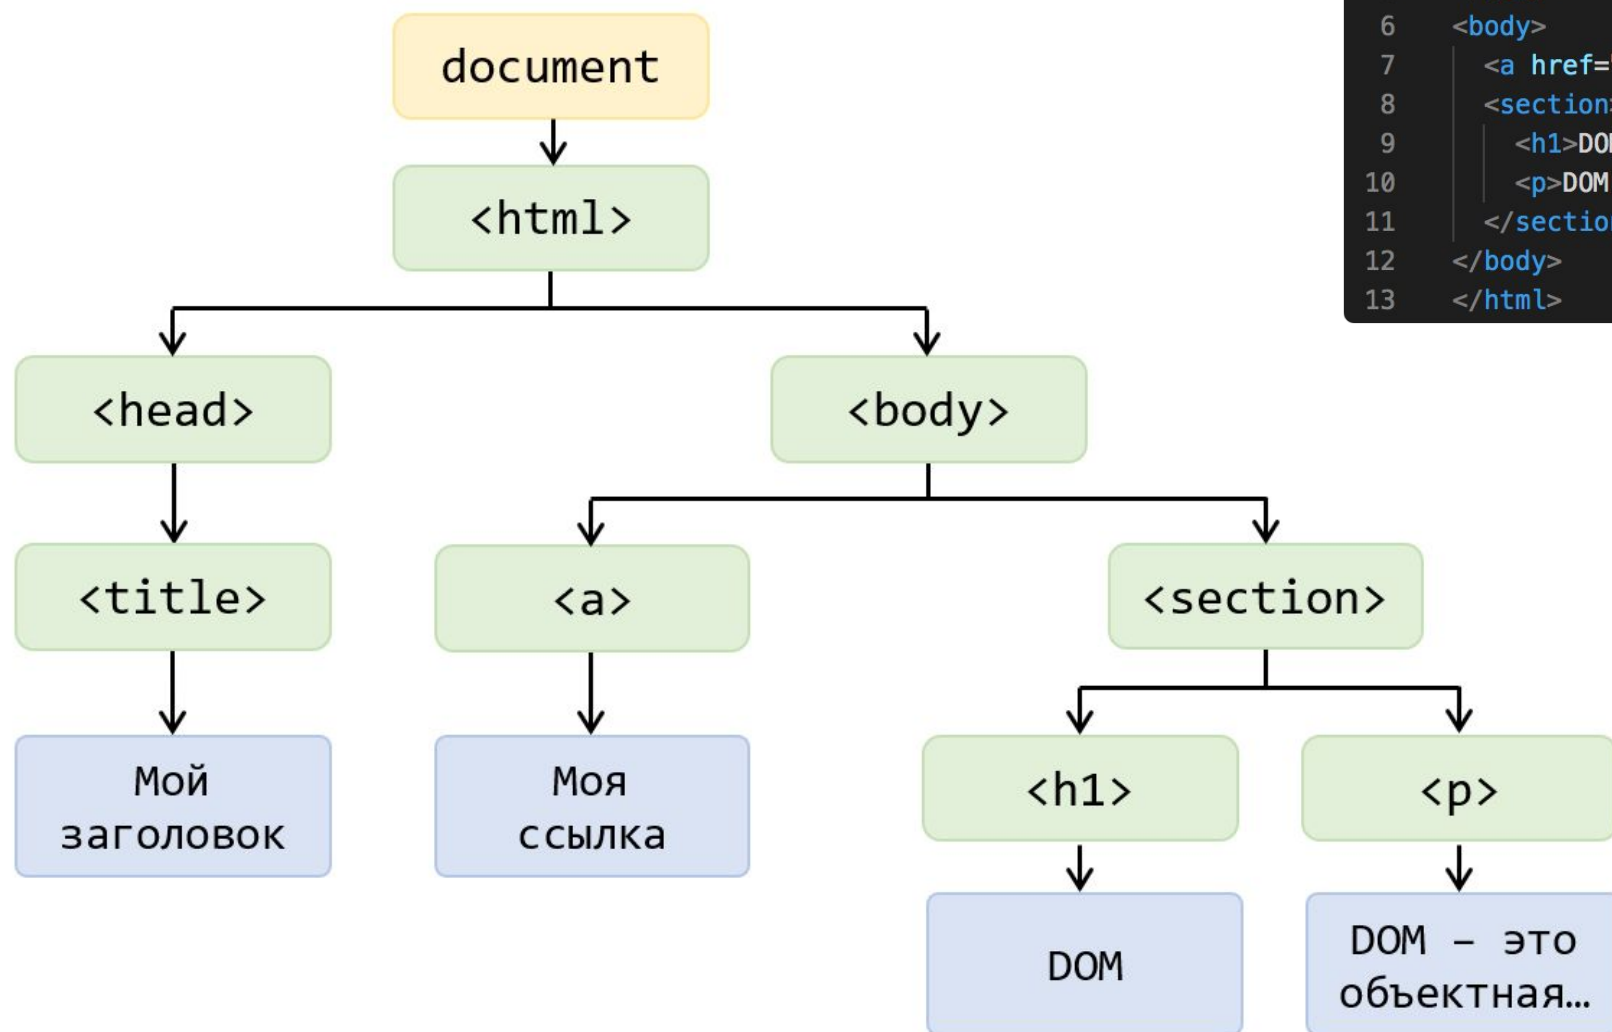 document
<html>
<head>
<body>
<title>
<a>
<section>
Мой
заголовок
Моя
ссылка
<h1>
<p>
DOM
DOM – это
объектная…
6 <body>
7 <a href=
8 <section
9 <h1>DO
10 <p>DOM
11 </section
12 </body>
13 </html>